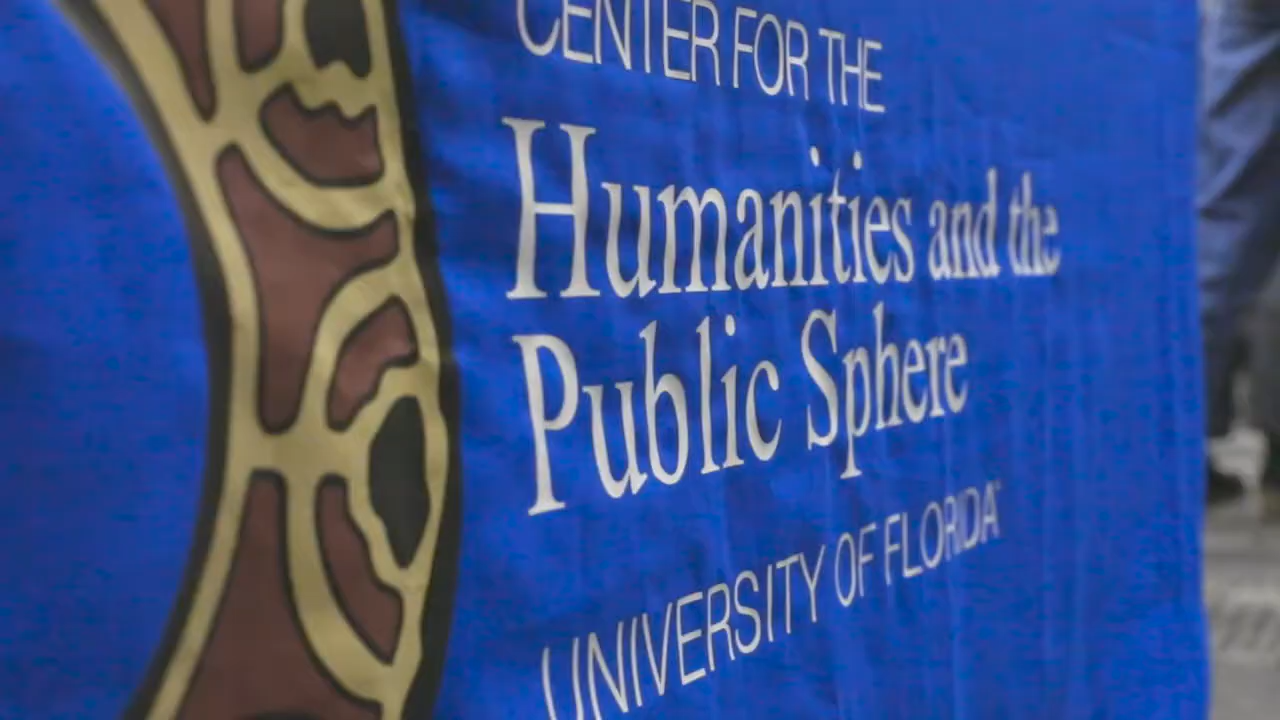 CENTER FOR THE
Humanities and the
Public Sphere
UNIVERSITY OF FLORIDA